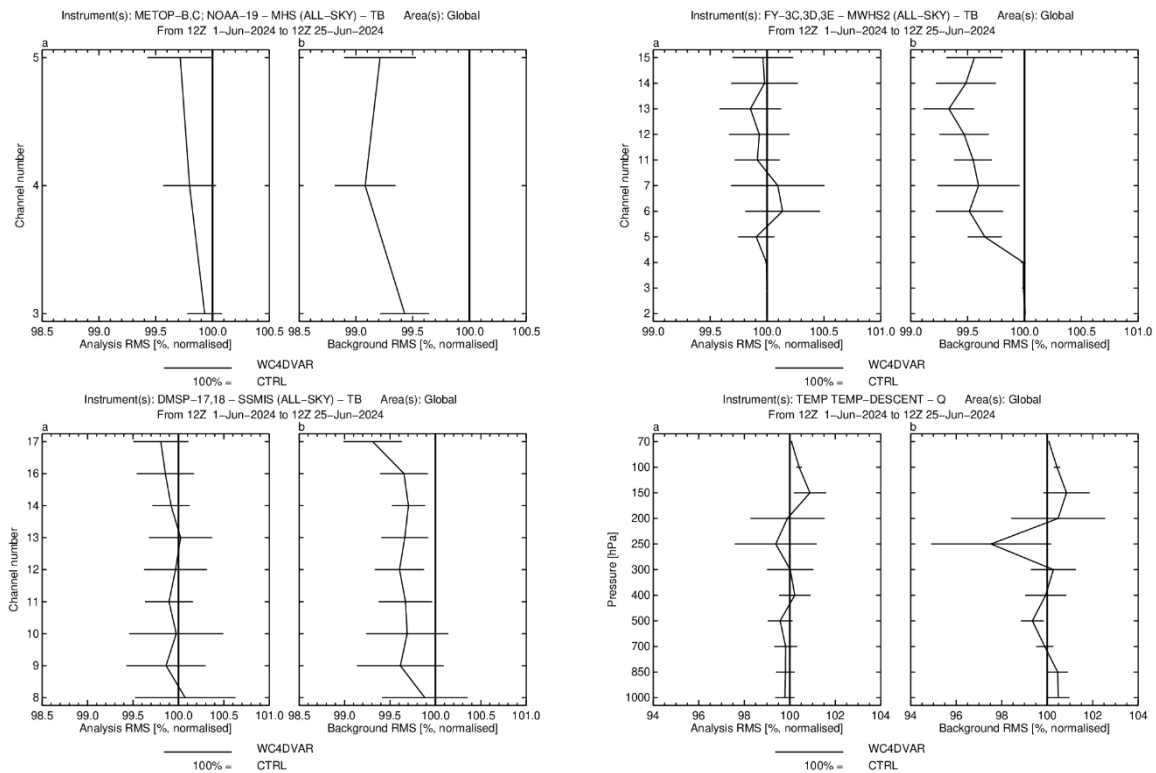 Instrument(s): METOP-B,C; NOAA-19 - MHS (ALL-SKY) - TB Area(s): Global
From 12Z 1-Jun-2024 to 12Z 25-Jun-2024
a
b
5
4
3
Channel number
98.5 99.0 99.5 100.0 100.5
98.5 99.0 99.5 100.0 100.5
Analysis RMS [%, normalised]
Background RMS [%, normalised]
WC4DVAR
100% = CTRL
Instrument(s): FY-3C,3D,3E - MWHS2 (ALL-SKY) - TB Area(s): Global
From 12Z 1-Jun-2024 to 12Z 25-Jun-2024
a
b
15
14
13
12
11
7
6
5
4
3
2
Channel number
99.0 99.5 100.0 100.5 101.0
99.0 99.5 100.0 100.5 101.0
Analysis RMS [%, normalised]
Background RMS [%, normalised]
WC4DVAR
100% = CTRL
Instrument(s): DMSP-17,18 - SSMIS (ALL-SKY) - TB Area(s): Global
From 12Z 1-Jun-2024 to 12Z 25-Jun-2024
a
b
17
16
14
13
12
11
10
9
8
Channel number
98.5 99.0 99.5 100.0 100.5 101.0
98.5 99.0 99.5 100.0 100.5 101.0
Analysis RMS [%, normalised]
Background RMS [%, normalised]
WC4DVAR
100% = CTRL
Instrument(s): TEMP TEMP-DESCENT - Q Area(s): Global
From 12Z 1-Jun-2024 to 12Z 25-Jun-2024
a
b
70
100
150
200
250
300
400
500
700
850
1000
Pressure [hPa]
94 96 98 100 102 104
94 96 98 100 102 104
Analysis RMS [%, normalised]
Background RMS [%, normalised]
WC4DVAR
100% = CTRL